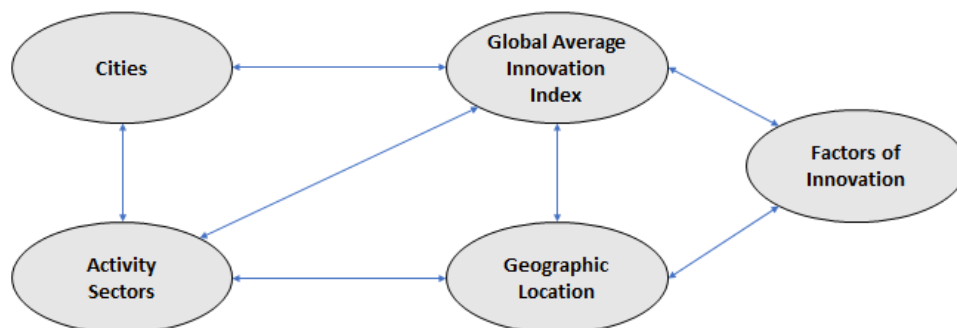 Cities
Global Average
Innovation
Index
Factors of
Innovation
Activity
Sectors
Geographic
Location